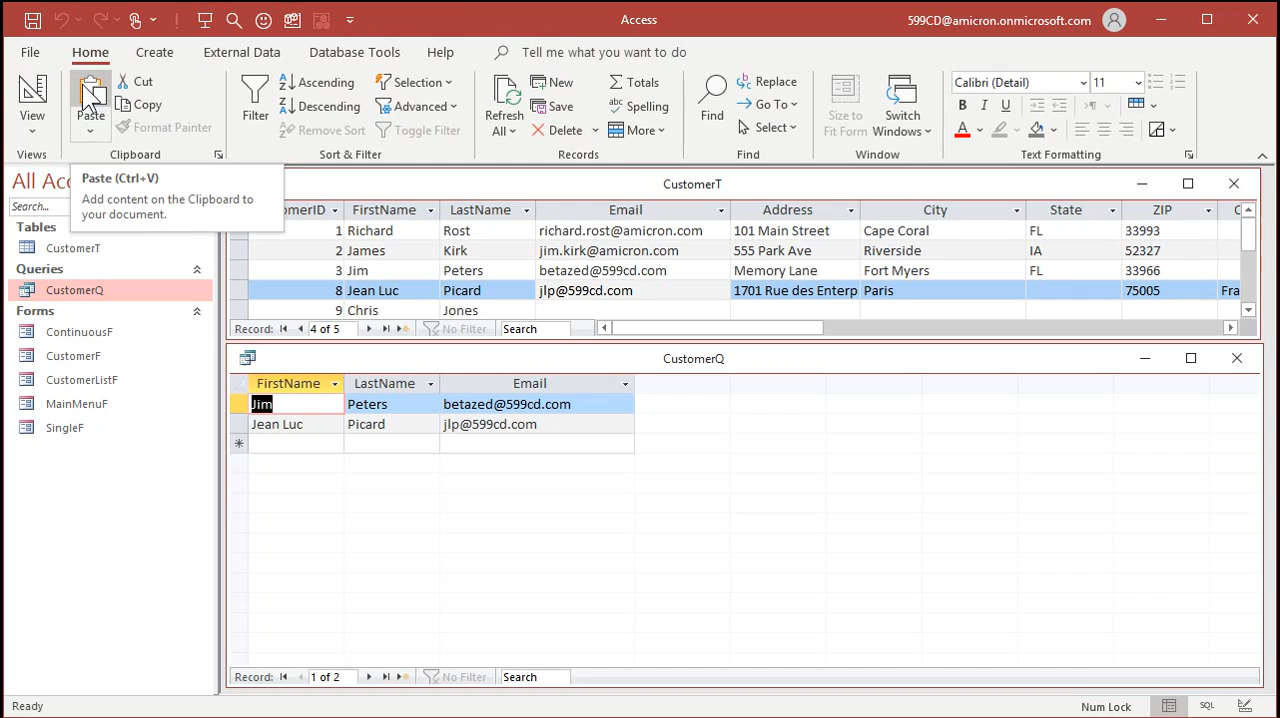 Access
599CD@amicron.onmicrosoft.com
File Home Create External Data Database Tools Help Tell me what you want to do
View
Views
Paste
Cut
Copy
Format Painter
Clipboard
Filter
Ascending
Descending
Remove Sort
Selection
Advanced
Toggle Filter
Sort & Filter
Refresh
All
New
Save
Delete
Totals
Spelling
More
Records
Find
Replace
Go To
Select
Find
Size to
Fit Form
Switch
Windows
Window
Calibri (Detail) 11
B I U
A
Text Formatting
Paste (Ctrl+V)
Add content on the Clipboard to
your document.
Search...
Tables
CustomerT
Queries
CustomerQ
Forms
ContinuousF
CustomerF
CustomerListF
MainMenuF
SingleF
CustomerT
FirstName LastName Email Address City State ZIP
1 Richard Rost richard.rost@amicron.com 101 Main Street Cape Coral FL 33993
2 James Kirk jim.kirk@amicron.com 555 Park Ave Riverside IA 52327
3 Jim Peters betazed@599cd.com Memory Lane Fort Myers FL 33966
8 Jean Luc Picard jlp@599cd.com 1701 Rue des Enterp Paris 75005 Fra
9 Chris Jones
Record: 4 of 5 No Filter Search
CustomerQ
FirstName LastName Email
Jim Peters betazed@599cd.com
Jean Luc Picard jlp@599cd.com
Record: 1 of 2 No Filter Search
Ready
Num Lock
SQL